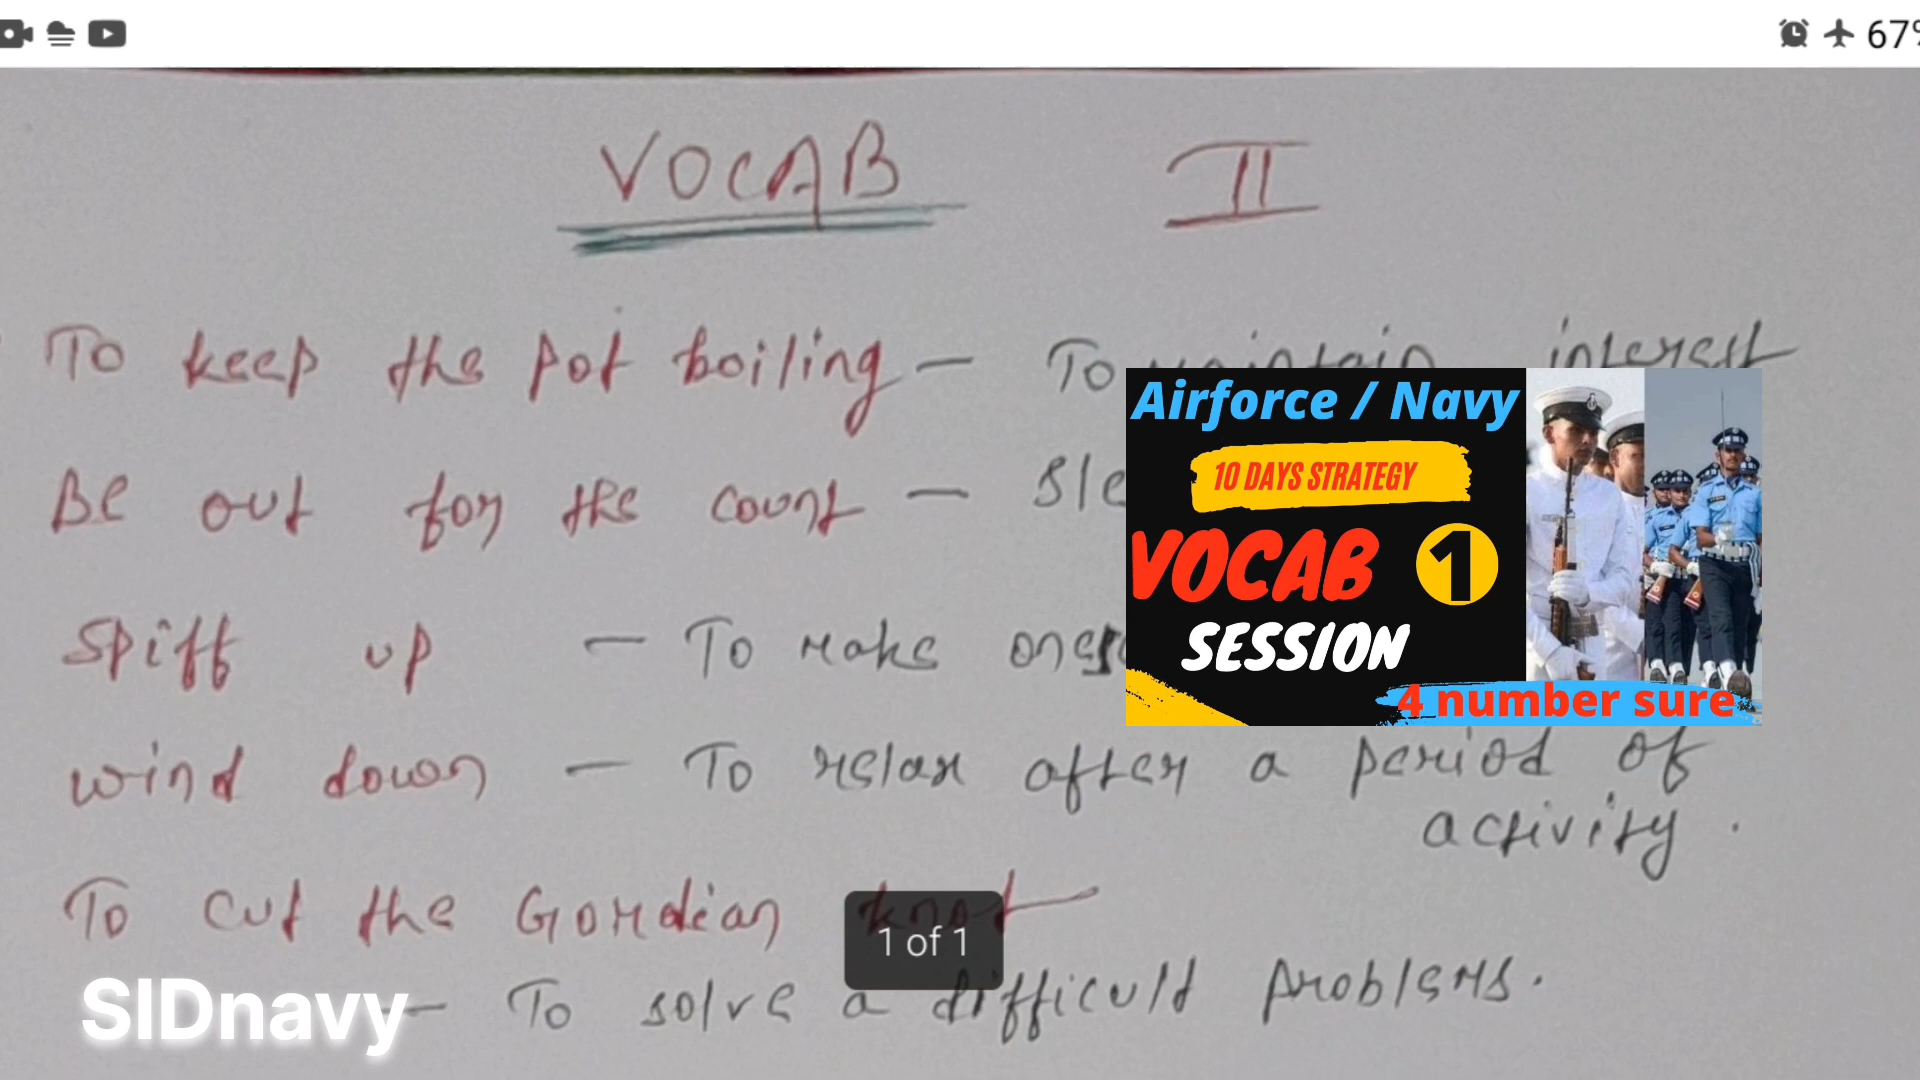 67%
VOCAB II
To keep the pot boiling — To maintain interest
Be out for the count —
Spiff up — To make
wind down — To relax after a period of
activity.
To cut the Gordian knot
— To solve a difficult problems.
Airforce / Navy
10 DAYS STRATEGY
VOCAB 1
SESSION
4 number sure
1 of 1
SIDnavy